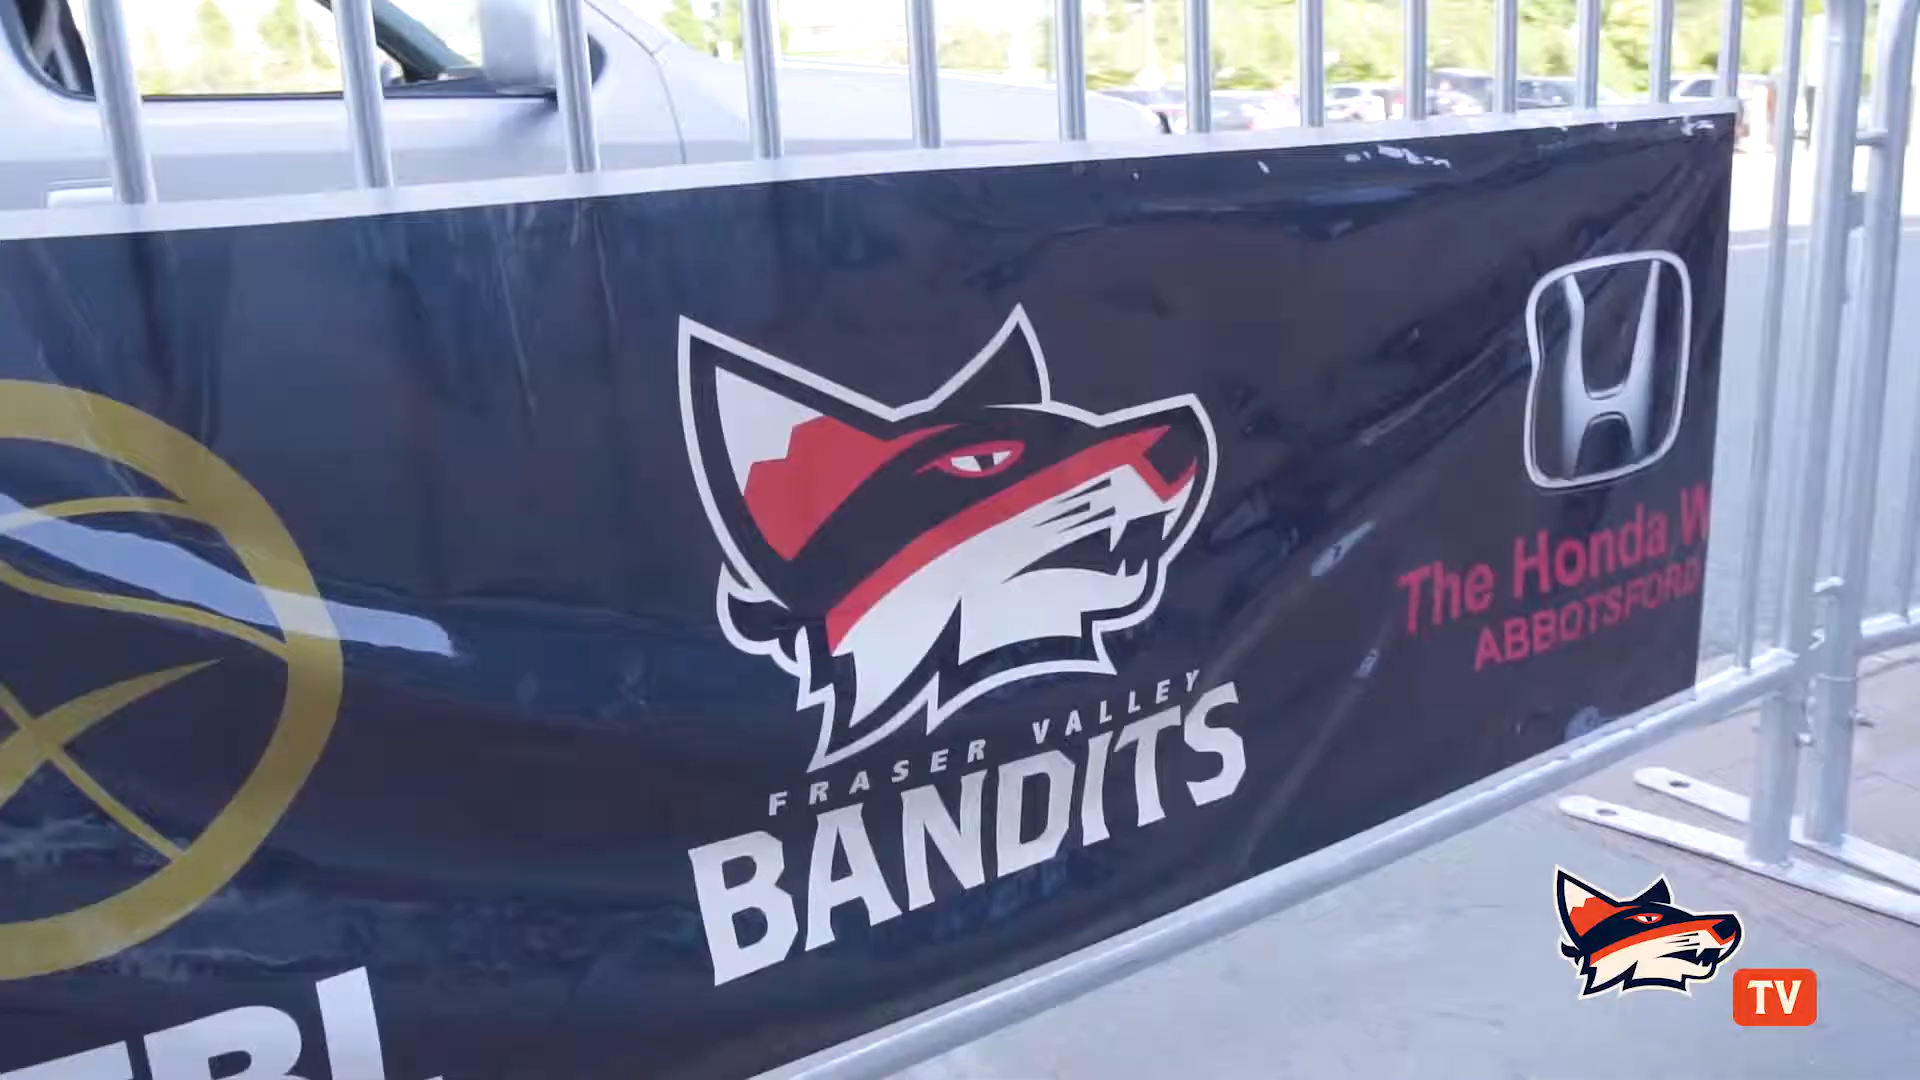 FRASER VALLEY
BANDITS
The Honda W
ABBOTSFORD
TV